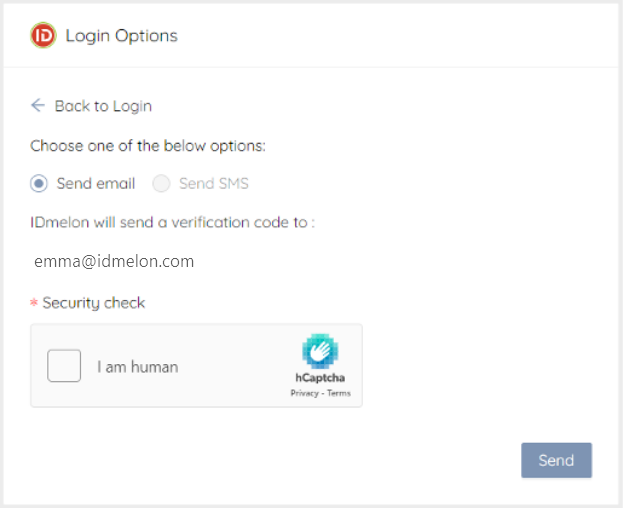 ID Login Options
← Back to Login
Choose one of the below options:
Send email Send SMS
IDmelon will send a verification code to :
emma@idmelon.com
* Security check
I am human
hCaptcha
Privacy - Terms
Send